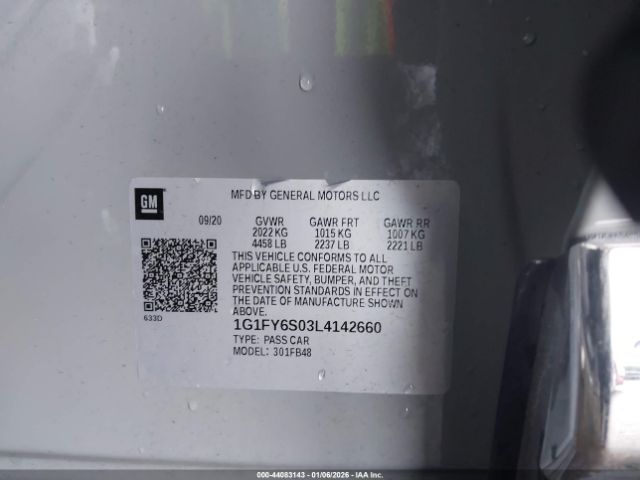 GM
MFD BY GENERAL MOTORS LLC
09/20 GVWR GAWR FRT GAWR RR
2022 KG 1015 KG 1007 KG
4458 LB 2237 LB 2221 LB
THIS VEHICLE CONFORMS TO ALL
APPLICABLE U.S. FEDERAL MOTOR
VEHICLE SAFETY, BUMPER, AND THEFT
PREVENTION STANDARDS IN EFFECT ON
THE DATE OF MANUFACTURE SHOWN
ABOVE.
633D
1G1FY6S03L4142660
TYPE: PASS CAR
MODEL: 301FB48
000-44083143 - 01/06/2026 - IAA Inc.